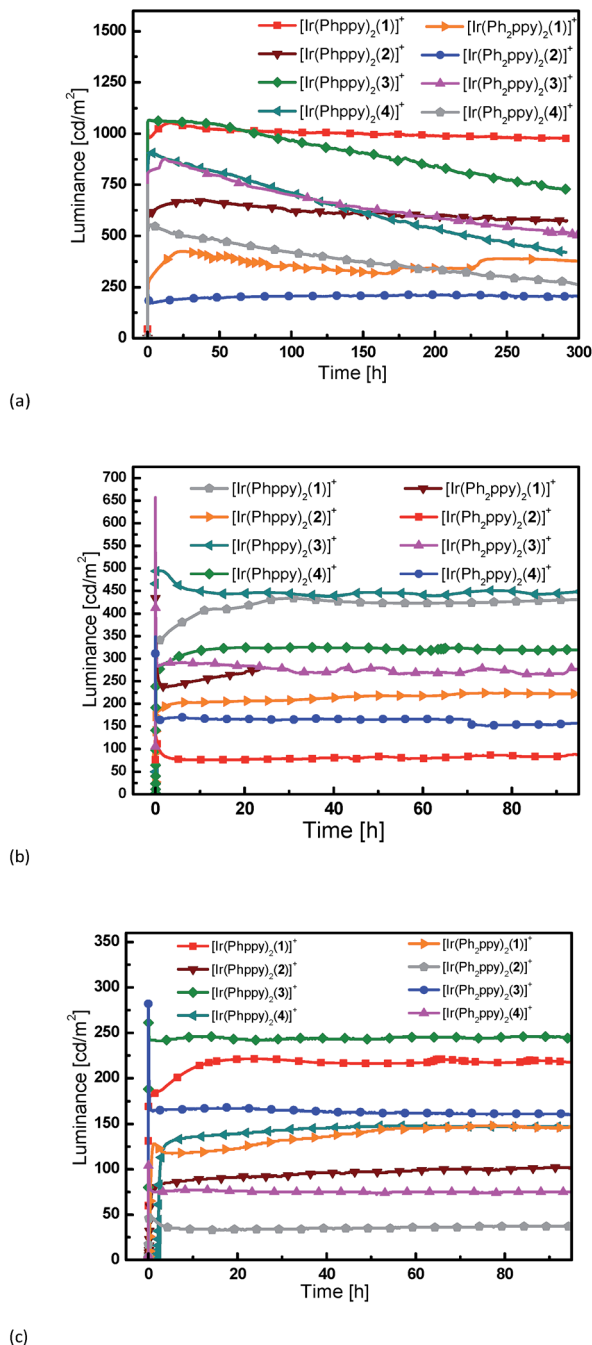 1500
1250
1000
750
500
250
0
Luminance [cd/m²]
[Ir(Phppy)₂(1)]⁺ [Ir(Ph₂ppy)₂(1)]⁺
[Ir(Phppy)₂(2)]⁺ [Ir(Ph₂ppy)₂(2)]⁺
[Ir(Phppy)₂(3)]⁺ [Ir(Ph₂ppy)₂(3)]⁺
[Ir(Phppy)₂(4)]⁺ [Ir(Ph₂ppy)₂(4)]⁺
0 50 100 150 200 250 300
Time [h]
(a)
700
650
600
550
500
450
400
350
300
250
200
150
100
50
0
Luminance [cd/m²]
[Ir(Phppy)₂(1)]⁺ [Ir(Ph₂ppy)₂(1)]⁺
[Ir(Phppy)₂(2)]⁺ [Ir(Ph₂ppy)₂(2)]⁺
[Ir(Phppy)₂(3)]⁺ [Ir(Ph₂ppy)₂(3)]⁺
[Ir(Phppy)₂(4)]⁺ [Ir(Ph₂ppy)₂(4)]⁺
0 20 40 60 80
Time [h]
(b)
350
300
250
200
150
100
50
0
Luminance [cd/m²]
[Ir(Phppy)₂(1)]⁺ [Ir(Ph₂ppy)₂(1)]⁺
[Ir(Phppy)₂(2)]⁺ [Ir(Ph₂ppy)₂(2)]⁺
[Ir(Phppy)₂(3)]⁺ [Ir(Ph₂ppy)₂(3)]⁺
[Ir(Phppy)₂(4)]⁺ [Ir(Ph₂ppy)₂(4)]⁺
0 20 40 60 80
Time [h]
(c)